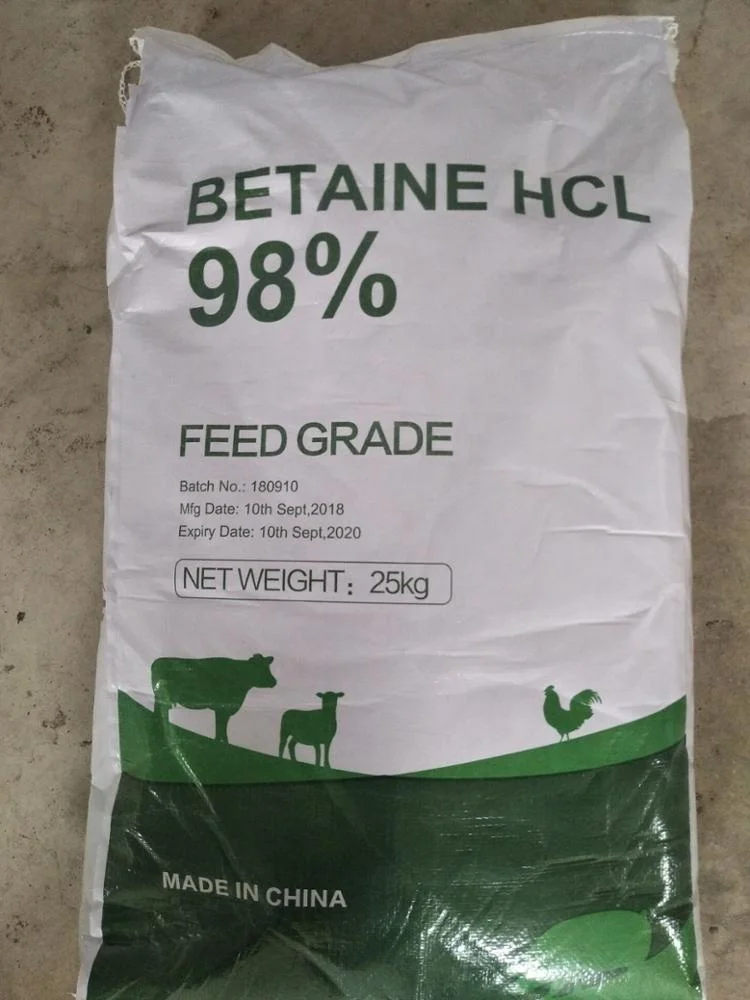 BETAINE HCL
98%
FEED GRADE
Batch No.: 180910
Mfg Date: 10th Sept,2018
Expiry Date: 10th Sept,2020
NET WEIGHT: 25kg
MADE IN CHINA